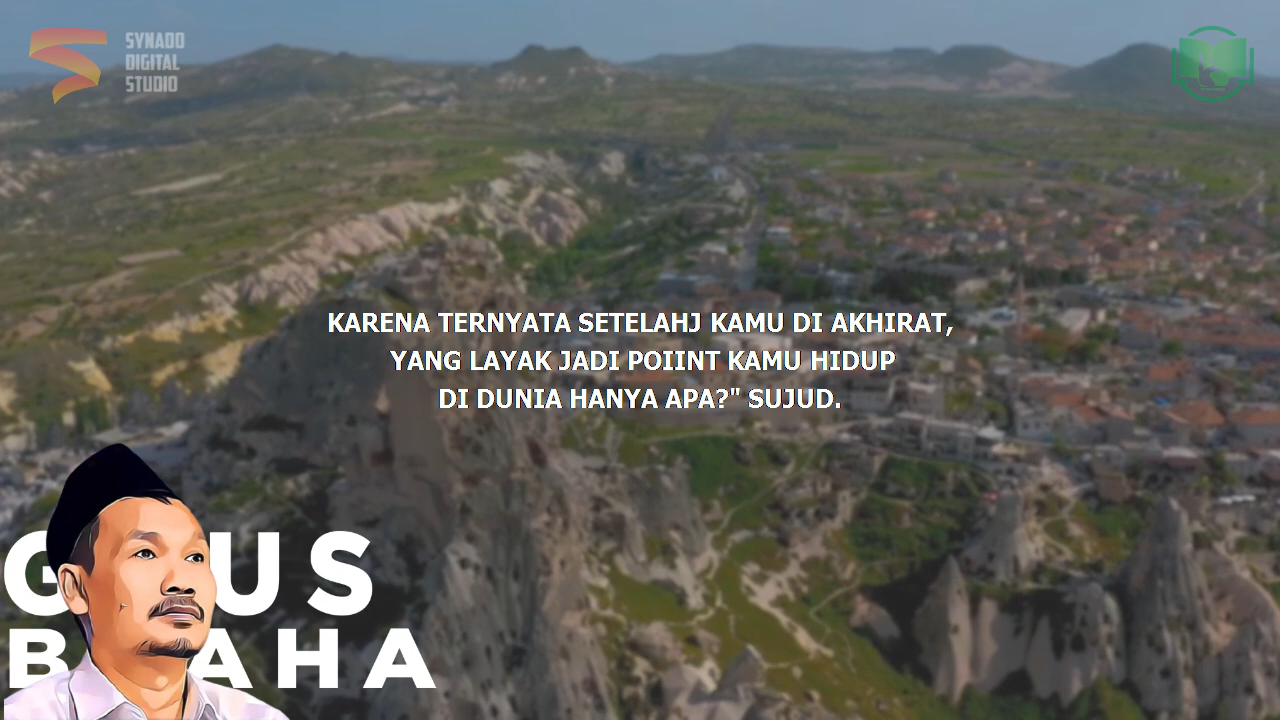 SYNADO
DIGITAL
STUDIO
KARENA TERNYATA SETELAHJ KAMU DI AKHIRAT,
YANG LAYAK JADI POIINT KAMU HIDUP
DI DUNIA HANYA APA?" SUJUD.
GUS
BAHA